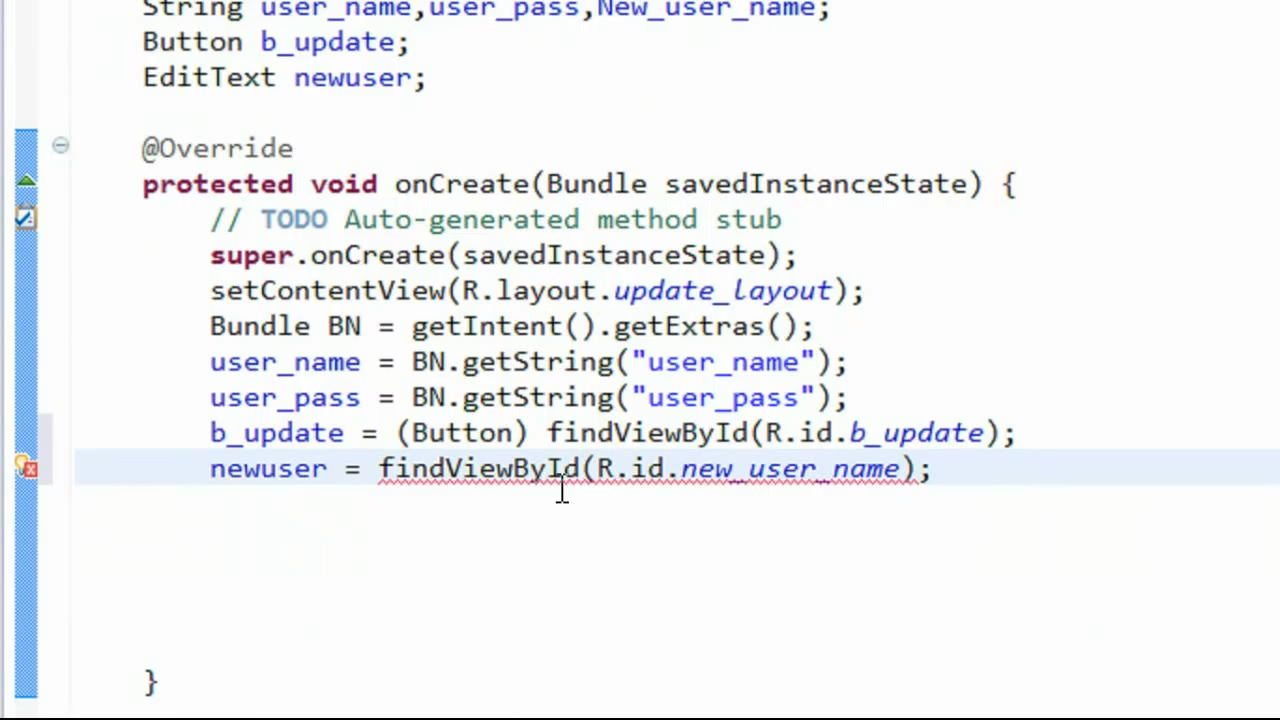 String user_name,user_pass,New_user_name;
Button b_update;
EditText newuser;
@Override
protected void onCreate(Bundle savedInstanceState) {
// TODO Auto-generated method stub
super.onCreate(savedInstanceState);
setContentView(R.layout.update_layout);
Bundle BN = getIntent().getExtras();
user_name = BN.getString("user_name");
user_pass = BN.getString("user_pass");
b_update = (Button) findViewById(R.id.b_update);
newuser = findViewById(R.id.new_user_name);
}